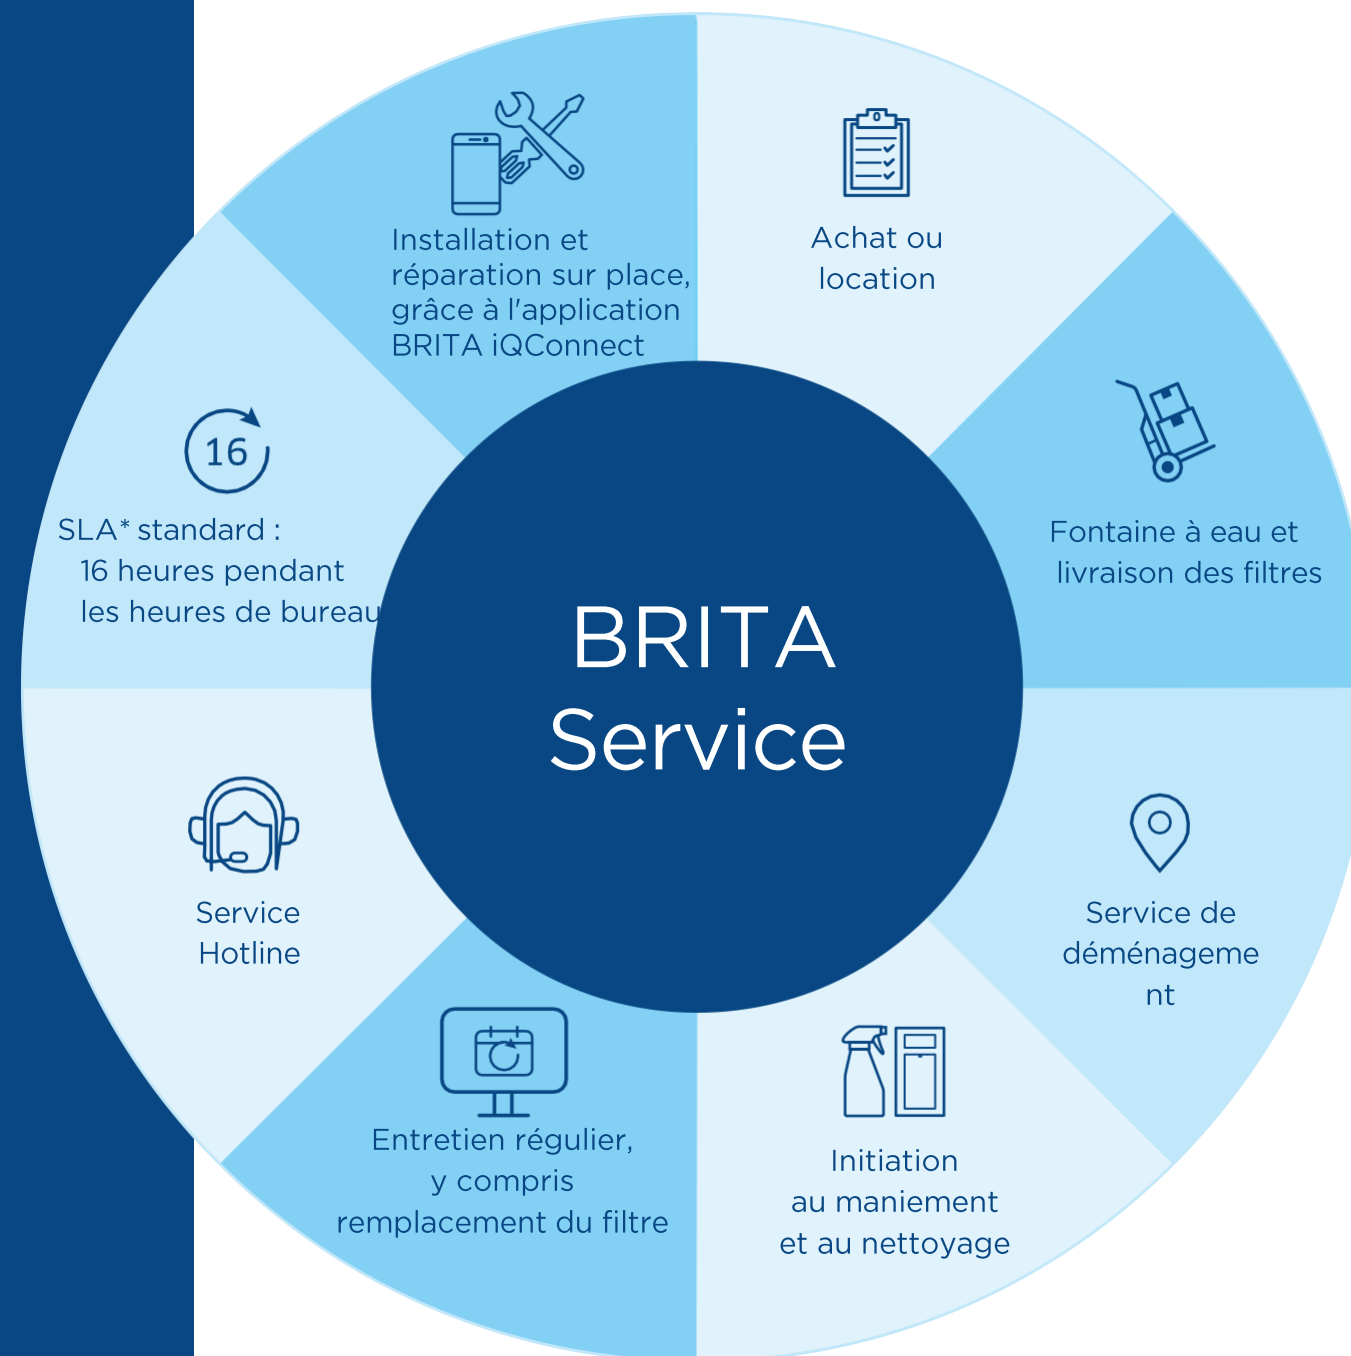 Installation et
réparation sur place,
grâce à l'application
BRITA iQConnect
Achat ou
location
16
SLA* standard :
16 heures pendant
les heures de bureau
Fontaine à eau et
livraison des filtres
BRITA
Service
Service
Hotline
Service de
déménageme
nt
Entretien régulier,
y compris
remplacement du filtre
Initiation
au maniement
et au nettoyage